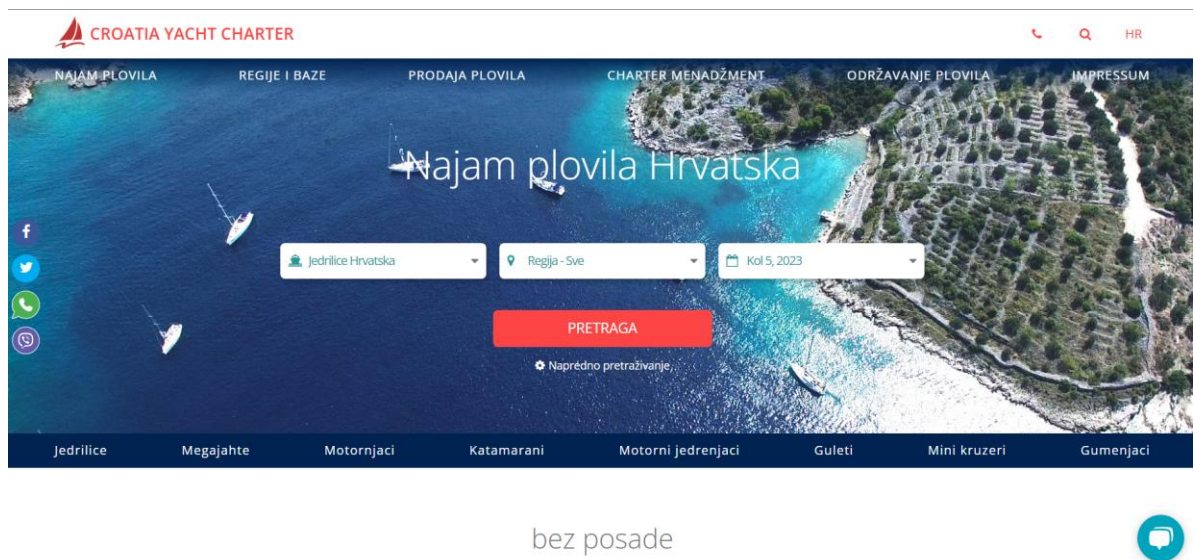 CROATIA YACHT CHARTER
HR
NAJAM PLOVILA REGIJE I BAZE PRODAJA PLOVILA CHARTER MENADŽMENT ODRŽAVANJE PLOVILA IMPRESSUM
Najam plovila Hrvatska
Jedrilice Hrvatska Regija - Sve Kol 5, 2023
PRETRAGA
Napredno pretraživanje
Jedrilice Megajahte Motornjaci Katamarani Motorni jedrenjaci Guleti Mini kruzeri Gumenjaci
bez posade